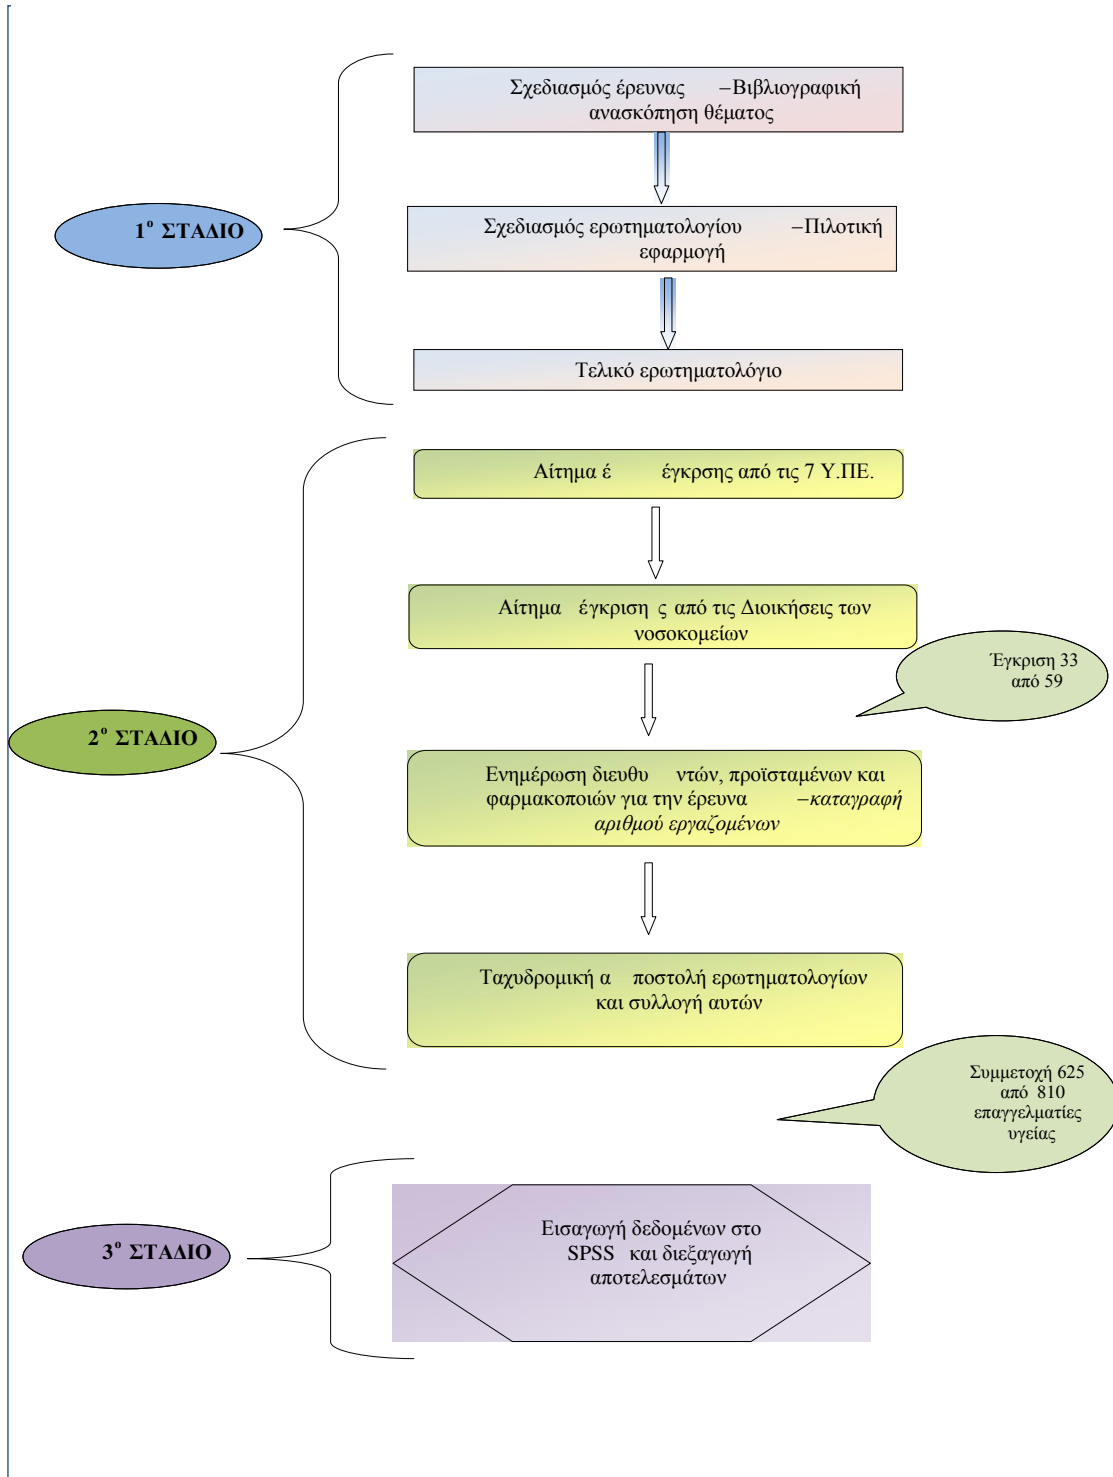 Σχεδιασμός έρευνας –Βιβλιογραφική
ανασκόπηση θέματος
1ο ΣΤΑΔΙΟ
Σχεδιασμός ερωτηματολογίου –Πιλοτική
εφαρμογή
Τελικό ερωτηματολόγιο
Αίτημα έ έγκρσης από τις 7 Υ.ΠΕ.
Αίτημα έγκριση ς από τις Διοικήσεις των
νοσοκομείων
Έγκριση 33
από 59
2ο ΣΤΑΔΙΟ
Ενημέρωση διευθυ ντών, προϊσταμένων και
φαρμακοποιών για την έρευνα –καταγραφή
αριθμού εργαζομένων
Ταχυδρομική α ποστολή ερωτηματολογίων
και συλλογή αυτών
Συμμετοχή 625
από 810
επαγγελματίες
υγείας
3ο ΣΤΑΔΙΟ
Εισαγωγή δεδομένων στο
SPSS και διεξαγωγή
αποτελεσμάτων